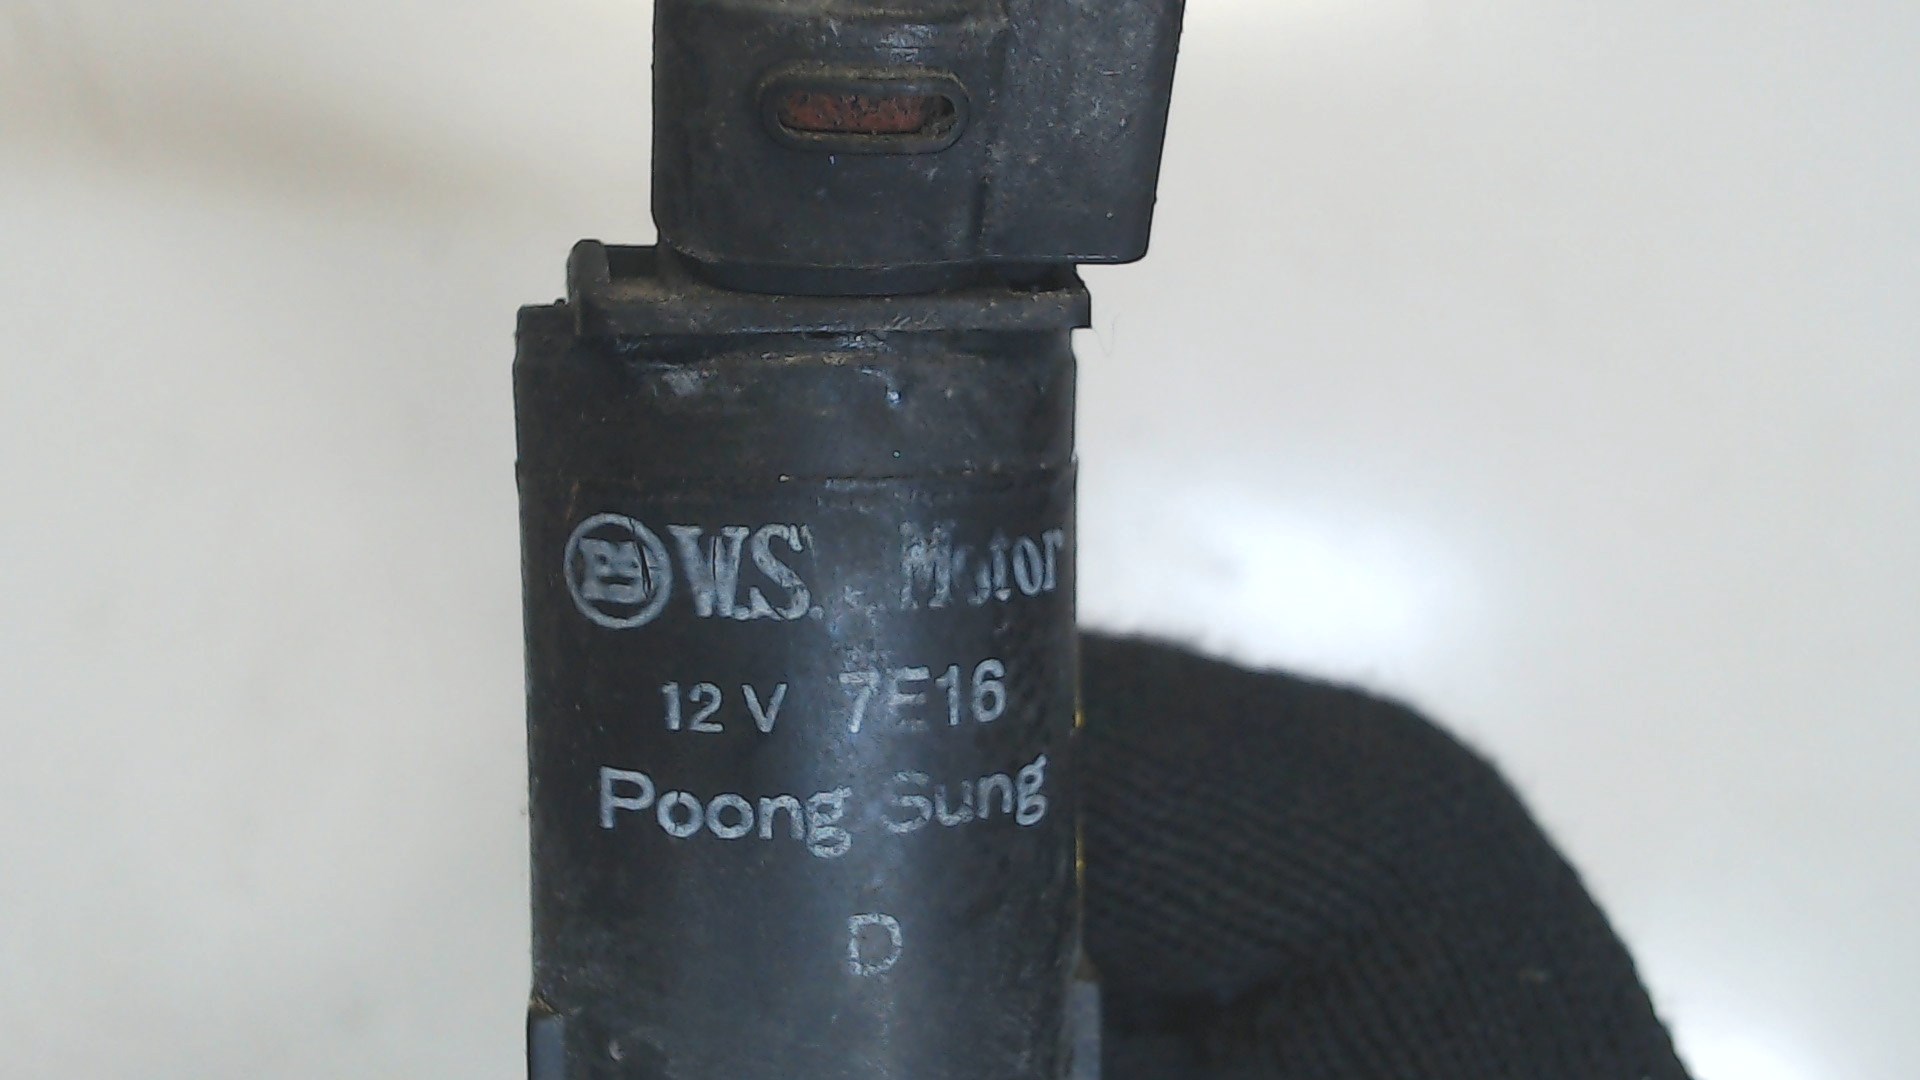 W.S. Motor
12 V 7E16
Poong Sung
D